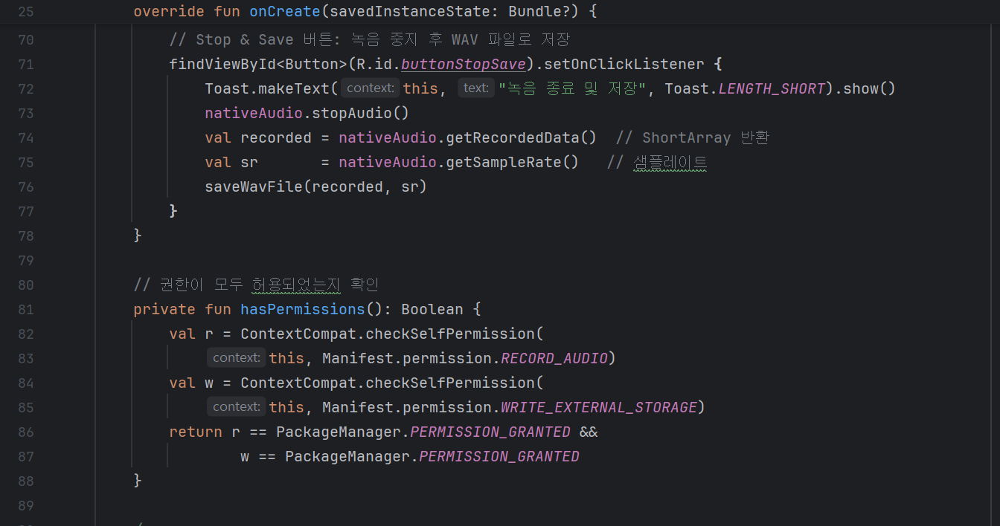 25 override fun onCreate(savedInstanceState: Bundle?) {
70 // Stop & Save 버튼: 녹음 중지 후 WAV 파일로 저장
71 findViewById<Button>(R.id.buttonStopSave).setOnClickListener {
72 Toast.makeText( context: this, text: "녹음 종료 및 저장", Toast.LENGTH_SHORT).show()
73 nativeAudio.stopAudio()
74 val recorded = nativeAudio.getRecordedData() // ShortArray 반환
75 val sr = nativeAudio.getSampleRate() // 샘플레이트
76 saveWavFile(recorded, sr)
77 }
78 }
79
80 // 권한이 모두 허용되었는지 확인
81 private fun hasPermissions(): Boolean {
82 val r = ContextCompat.checkSelfPermission(
83 context: this, Manifest.permission.RECORD_AUDIO)
84 val w = ContextCompat.checkSelfPermission(
85 context: this, Manifest.permission.WRITE_EXTERNAL_STORAGE)
86 return r == PackageManager.PERMISSION_GRANTED &&
87 w == PackageManager.PERMISSION_GRANTED
88 }
89